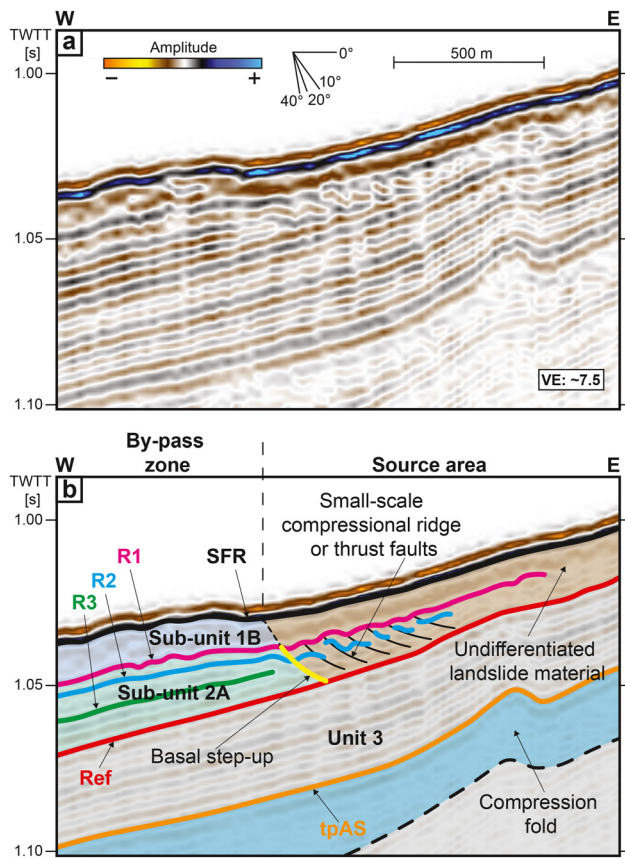 W
E
TWTT
[s]
a
Amplitude
−
+
0°
10°
20°
40°
500 m
1.00
1.05
1.10
VE: ~7.5
By-pass
zone
Source area
W
E
TWTT
[s]
b
Small-scale
compressional ridge
or thrust faults
1.00
SFR
R1
R2
R3
Sub-unit 1B
Undifferentiated
landslide material
1.05
Sub-unit 2A
Unit 3
Basal step-up
Ref
Compression
fold
tpAS
1.10